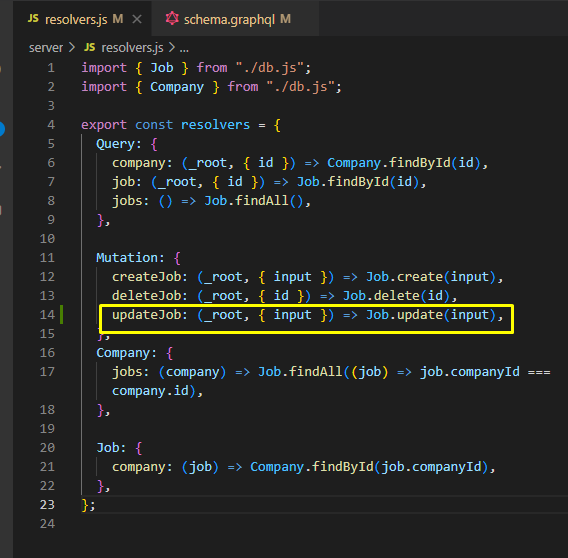 JS resolvers.js M ✕ schema.graphql M
server > JS resolvers.js > ...
1 import { Job } from "./db.js";
2 import { Company } from "./db.js";
3
4 export const resolvers = {
5 Query: {
6 company: (_root, { id }) => Company.findById(id),
7 job: (_root, { id }) => Job.findById(id),
8 jobs: () => Job.findAll(),
9 },
10
11 Mutation: {
12 createJob: (_root, { input }) => Job.create(input),
13 deleteJob: (_root, { id }) => Job.delete(id),
14 updateJob: (_root, { input }) => Job.update(input),
15 },
16 Company: {
17 jobs: (company) => Job.findAll((job) => job.companyId ===
company.id),
18 },
19
20 Job: {
21 company: (job) => Company.findById(job.companyId),
22 },
23 };
24